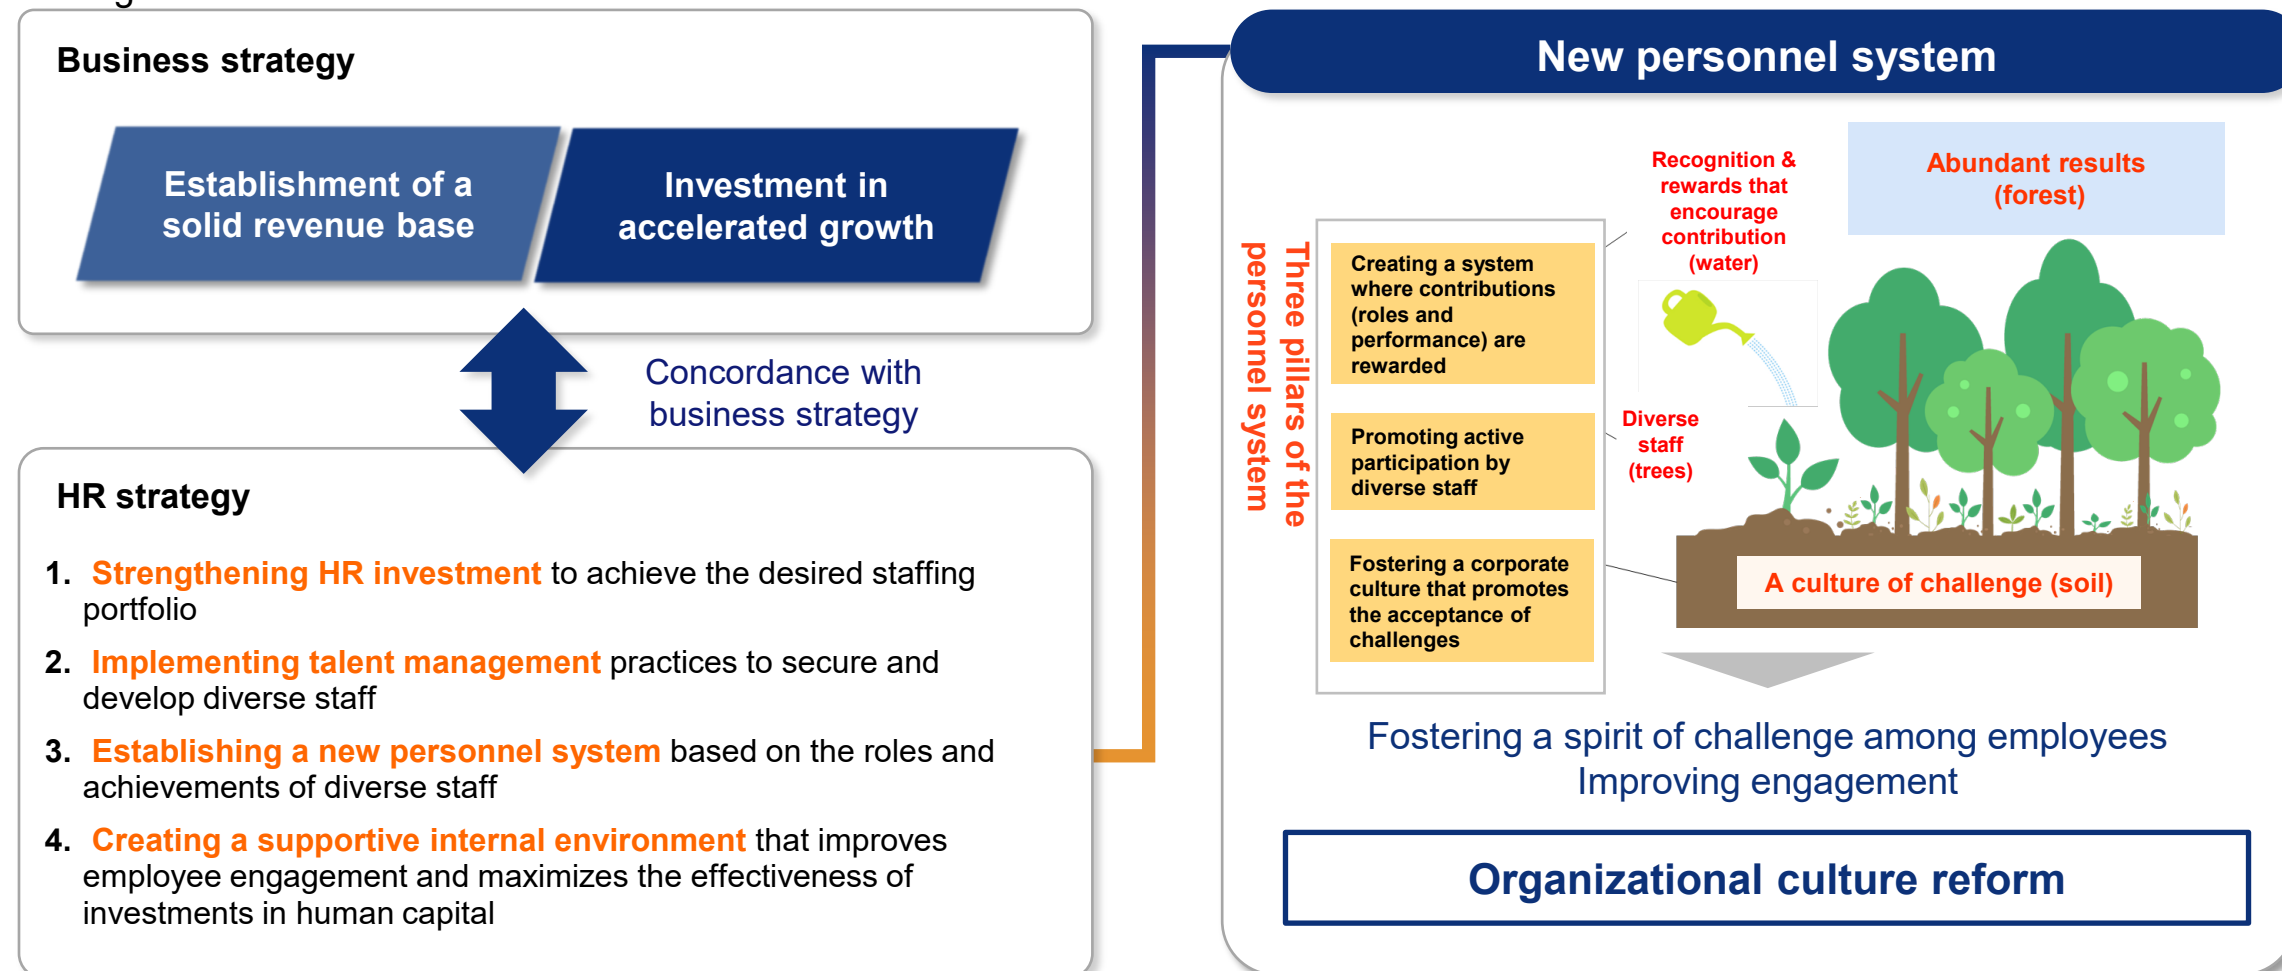 Business strategy
Establishment of a
solid revenue base
Investment in
accelerated growth
Concordance with
business strategy
HR strategy
1. Strengthening HR investment to achieve the desired staffing
portfolio
2. Implementing talent management practices to secure and
develop diverse staff
3. Establishing a new personnel system based on the roles and
achievements of diverse staff
4. Creating a supportive internal environment that improves
employee engagement and maximizes the effectiveness of
investments in human capital
New personnel system
Three pillars of the
personnel system
Creating a system
where contributions
(roles and
performance) are
rewarded
Promoting active
participation by
diverse staff
Fostering a corporate
culture that promotes
the acceptance of
challenges
Recognition &
rewards that
encourage
contribution
(water)
Diverse
staff
(trees)
Abundant results
(forest)
A culture of challenge (soil)
Fostering a spirit of challenge among employees
Improving engagement
Organizational culture reform